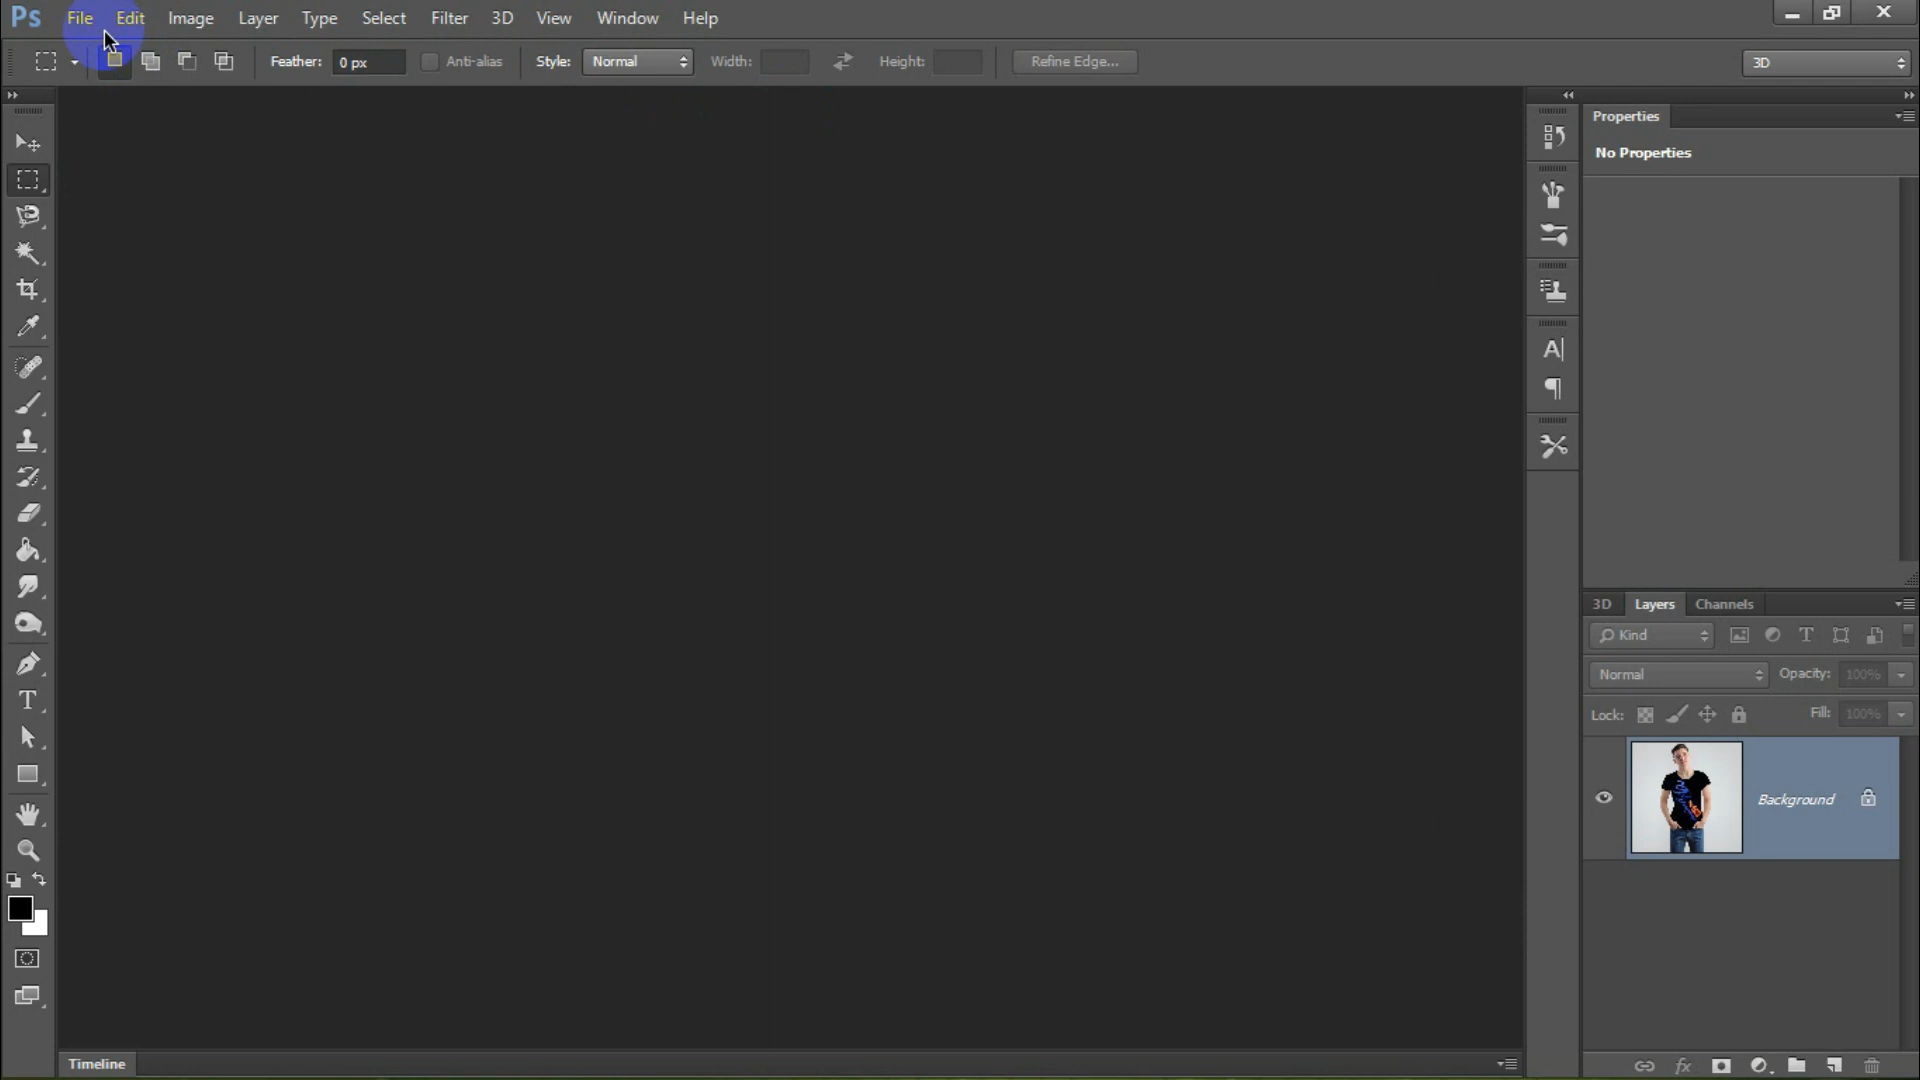 Ps File Edit Image Layer Type Select Filter 3D View Window Help
Feather: 0 px Anti-alias Style: Normal Width: Height: Refine Edge... 3D
Properties
No Properties
3D Layers Channels
Kind
Normal Opacity: 100%
Lock: Fill: 100%
Background
Timeline